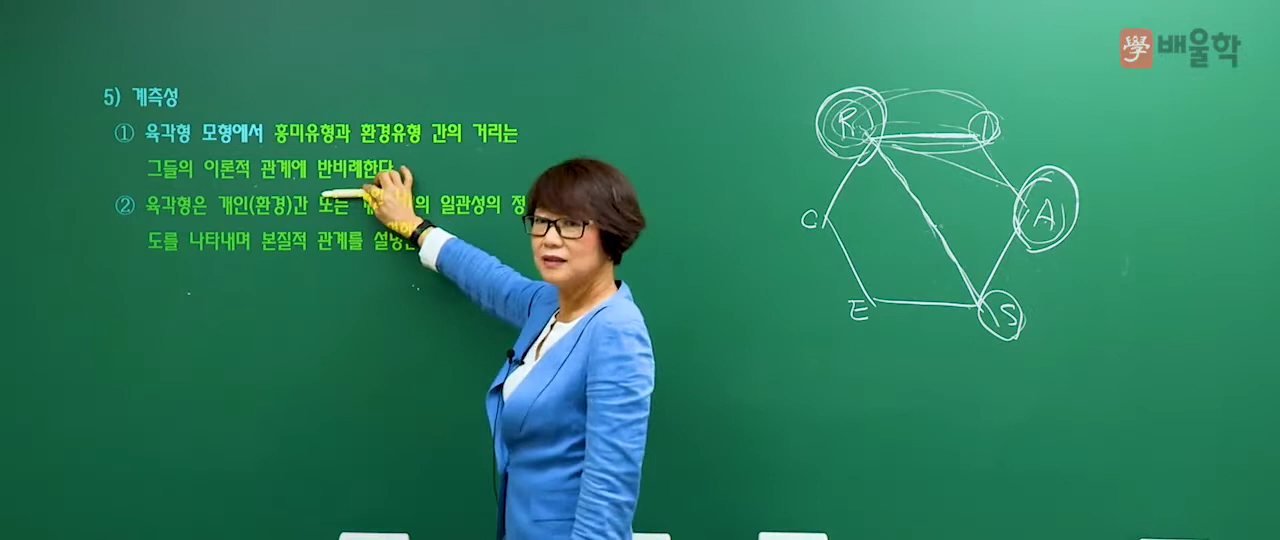 學 배울학
5) 계측성
① 육각형 모형에서 흥미유형과 환경유형 간의 거리는
그들의 이론적 관계에 반비례한다.
② 육각형은 개인(환경)간 또는 의 일관성의 정
도를 나타내며 본질적 관계를
R I
C A
E S